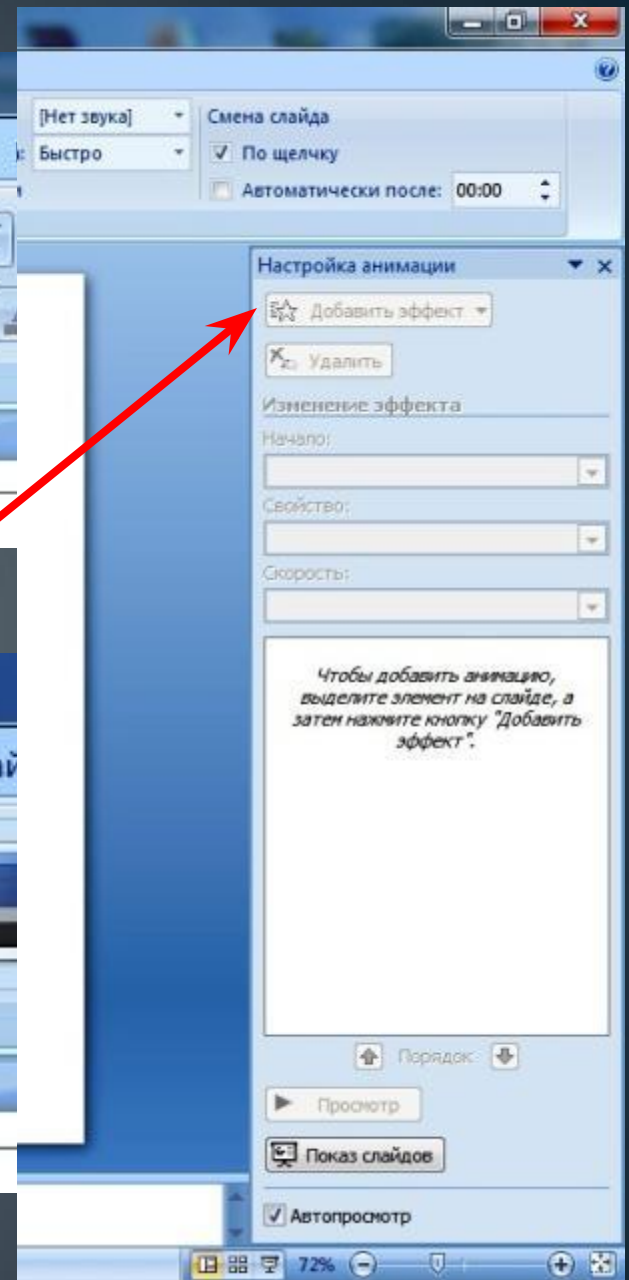 [Нет звука]
Быстро
Смена слайда
По щелчку
Автоматически после: 00:00
Настройка анимации
Добавить эффект
Удалить
Изменение эффекта
Начало:
Свойство:
Скорость:
Чтобы добавить анимацию,
выделите элемент на слайде, а
затем нажмите кнопку "Добавить
эффект".
Порядок
Просмотр
Показ слайдов
Автопросмотр
72%